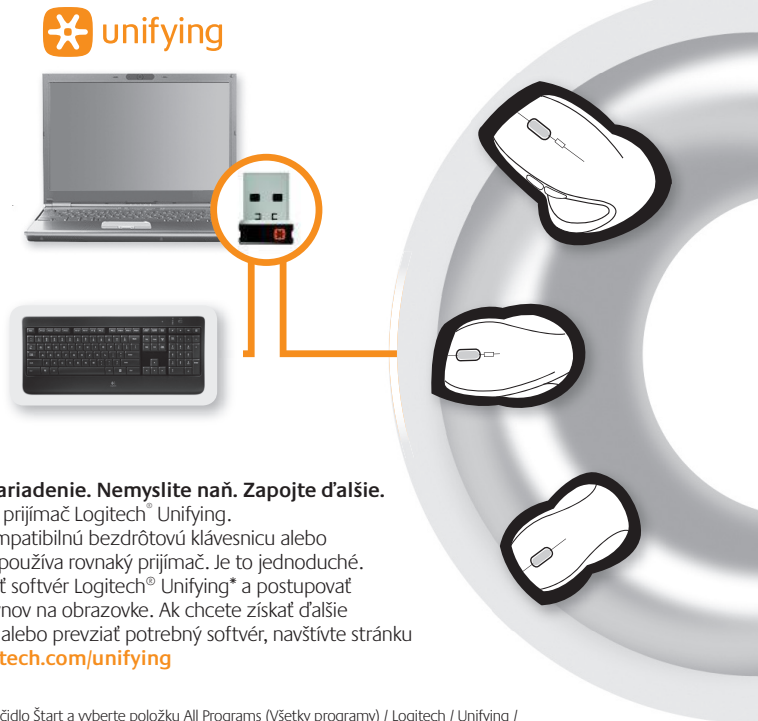 unifying
ariadenie. Nemyslite naň. Zapojte ďalšie.
prijímač Logitech® Unifying.
mpatibilnú bezdrôtovú klávesnicu alebo
používa rovnaký prijímač. Je to jednoduché.
ť softvér Logitech® Unifying* a postupovať
nov na obrazovke. Ak chcete získať ďalšie
alebo prevziať potrebný softvér, navštívte stránku
tech.com/unifying
čidlo Štart a vyberte položku All Programs (Všetky programy) / Logitech / Unifying /